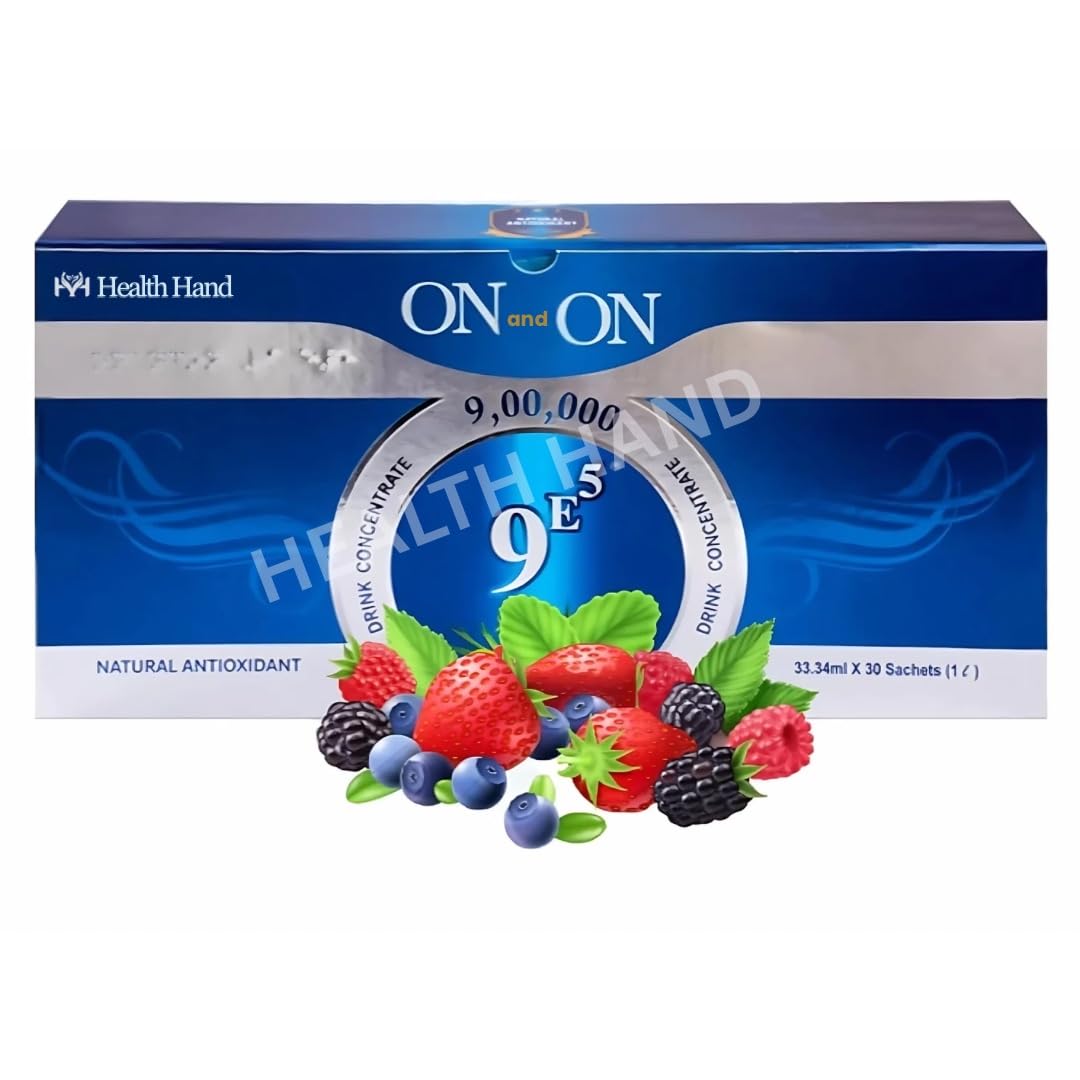 Health Hand
ON and ON
9,00,000
DRINK CONCENTRATE
DRINK CONCENTRATE
9E5
HEALTH HAND
NATURAL ANTIOXIDANT
33.34ml X 30 Sachets (1 ℓ)